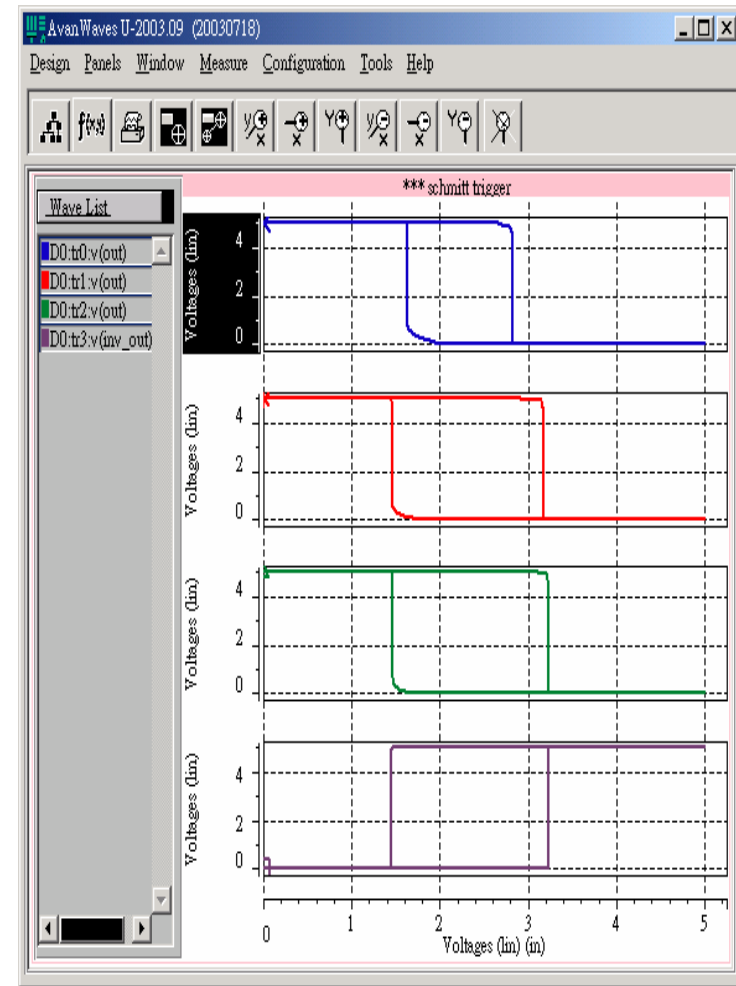 AvanWaves U-2003.09 (20030718)
Design Panels Window Measure Configuration Tools Help
f(x,y)
y x x Y y x x Y
*** schmitt trigger
Wave List
D0:tr0:v(out)
D0:tr1:v(out)
D0:tr2:v(out)
D0:tr3:v(inv_out)
Voltages (lin)
4
2
0
Voltages (lin)
4
2
0
Voltages (lin)
4
2
0
Voltages (lin)
4
2
0
0 1 2 3 4 5
Voltages (lin) (in)